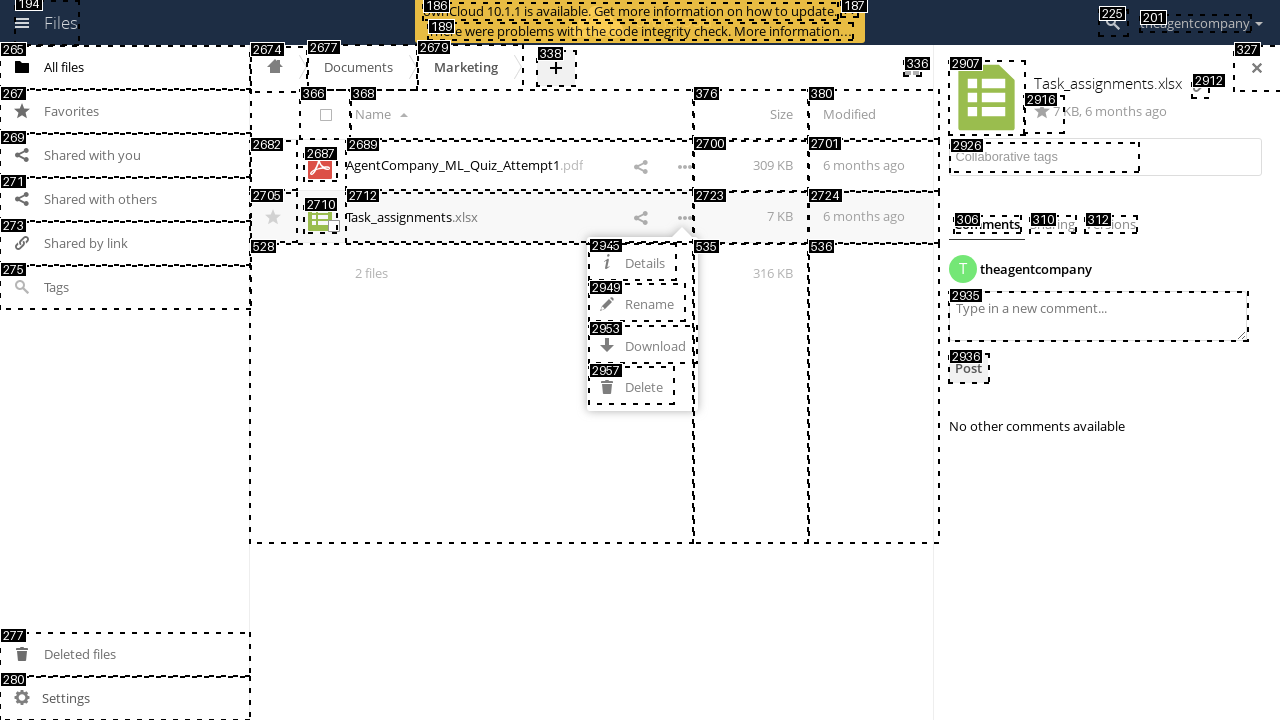 194
Files
186
ownCloud 10.1.1 is available. Get more information on how to update.
187
189
There were problems with the code integrity check. More information...
225
201
theagentcompany
265
All files
267
Favorites
269
Shared with you
271
Shared with others
273
Shared by link
275
Tags
277
Deleted files
280
Settings
2674
2677
Documents
2679
Marketing
338
+
336
366
368
Name
376
Size
380
Modified
2682
2687
2689
AgentCompany_ML_Quiz_Attempt1.pdf
2700
309 KB
2701
6 months ago
2705
2710
2712
Task_assignments.xlsx
2723
7 KB
2724
6 months ago
528
2 files
535
316 KB
536
2945
Details
2949
Rename
2953
Download
2957
Delete
327
2907
Task_assignments.xlsx
2912
2916
7 KB, 6 months ago
2926
Collaborative tags
306
Comments
310
Sharing
312
Versions
T
theagentcompany
2935
Type in a new comment...
2936
Post
No other comments available